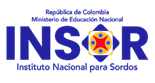 República de Colombia
Ministerio de Educación Nacional
INSOR
Instituto Nacional para Sordos